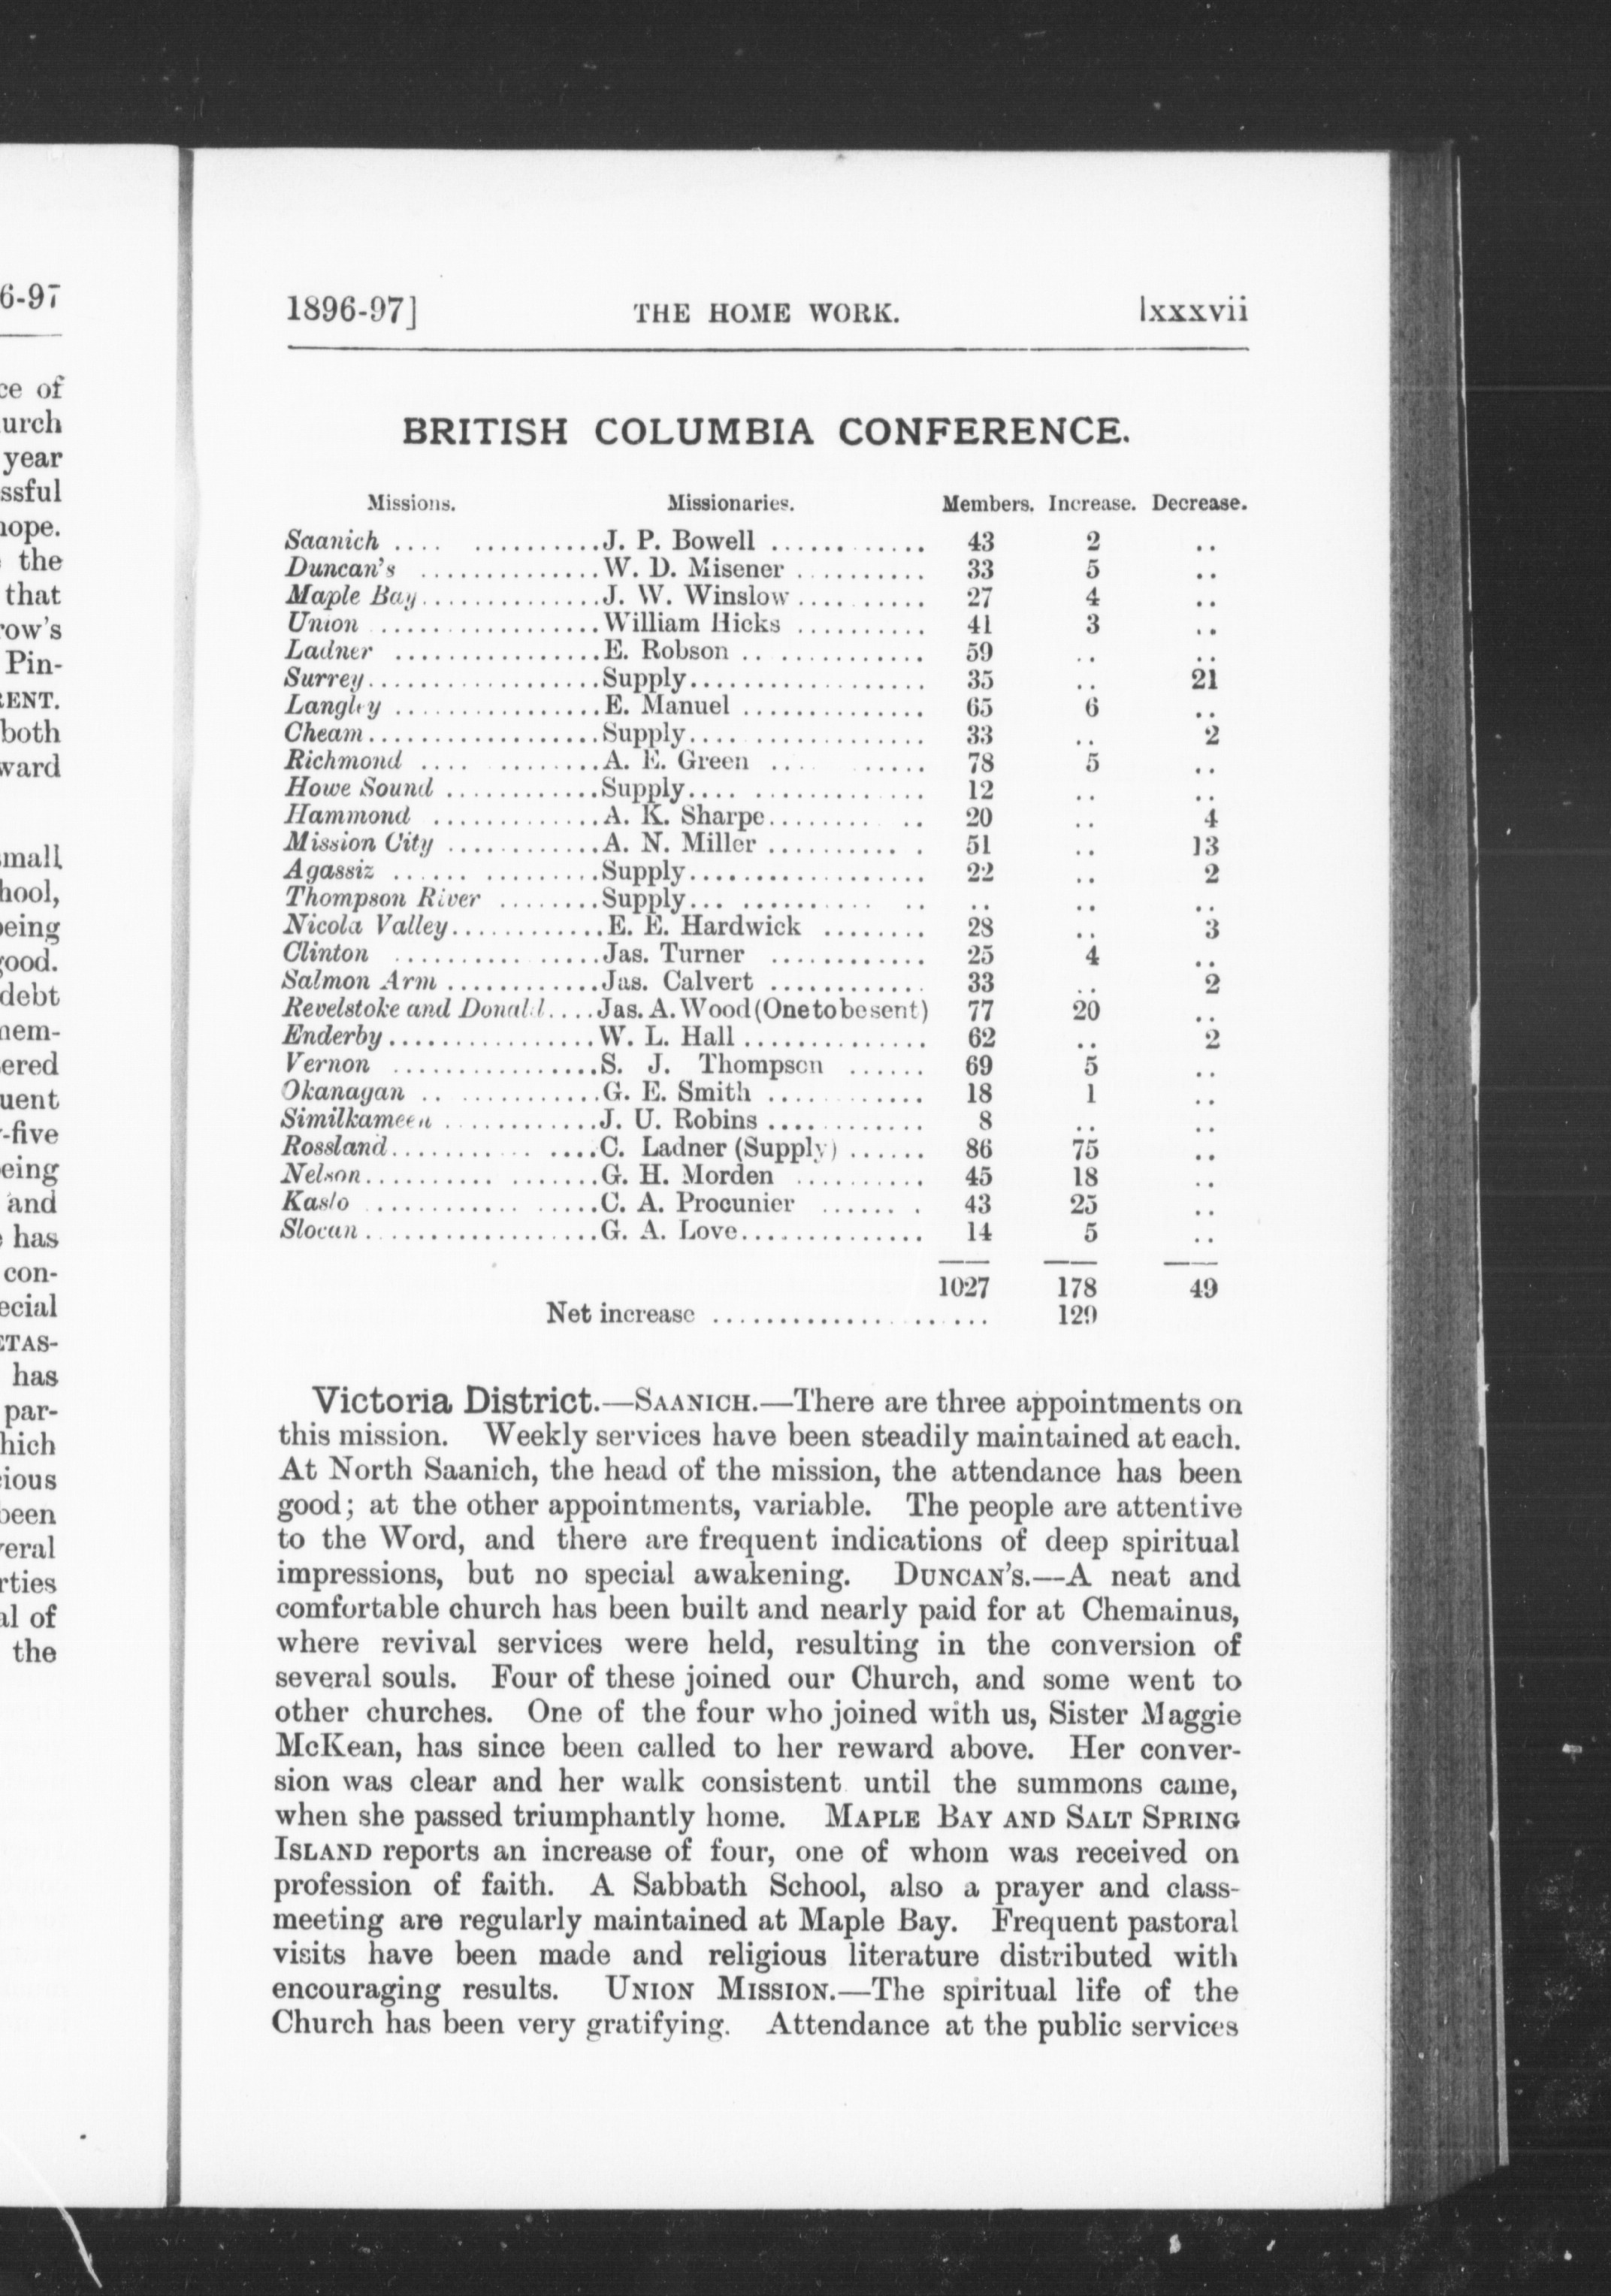 6-97
ce of
urch
year
ssful
hope.
the
that
row's
Pin-
ENT.
both
ward
small
hool,
being
good.
debt
mem-
ered
uent
-five
eing
and
has
con-
ecial
ETAS-
has
par-
hich
cious
been
veral
rties
al of
the
1896-97] THE HOME WORK. lxxxvii
BRITISH COLUMBIA CONFERENCE.
Missions. Missionaries. Members. Increase. Decrease.
Saanich .... ..........J. P. Bowell ............ 43 2 ..
Duncan's ..............W. D. Misener .......... 33 5 ..
Maple Bay..............J. W. Winslow.......... 27 4 ..
Union ..................William Hicks .......... 41 3 ..
Ladner ................E. Robson .............. 59 .. ..
Surrey..................Supply.................. 35 .. 21
Langley ................E. Manuel .............. 65 6 ..
Cheam..................Supply.................. 33 .. 2
Richmond .... ........A. E. Green .... ..... 78 5 ..
Howe Sound ............Supply.... ............. 12 .. ..
Hammond .............A. K. Sharpe......... .. 20 .. 4
Mission City ............A. N. Miller ............ 51 .. 13
Agassiz ...... .........Supply.................. 22 .. 2
Thompson River ........Supply... .......... .. .. .. ..
Nicola Valley............E. E. Hardwick ........ 28 .. 3
Clinton ................Jas. Turner ............ 25 4 ..
Salmon Arm ............Jas. Calvert ............ 33 .. 2
Revelstoke and Donald....Jas. A. Wood (One to be sent) 77 20 ..
Enderby................W. L. Hall .............. 62 .. 2
Vernon ................S. J. Thompson ...... 69 5 ..
Okanagan .. ............G. E. Smith ............ 18 1 ..
Similkameen ............J. U. Robins ............ 8 .. ..
Rossland........... ....C. Ladner (Supply) ...... 86 75 ..
Nelson.......... .......G. H. Morden .......... 45 18 ..
Kaslo ............ .....C. A. Procunier ....... . 43 25 ..
Slocan..................G. A. Love.............. 14 5 ..
1027 178 49
Net increase ..................... 129
Victoria District.—SAANICH.—There are three appointments on
this mission. Weekly services have been steadily maintained at each.
At North Saanich, the head of the mission, the attendance has been
good; at the other appointments, variable. The people are attentive
to the Word, and there are frequent indications of deep spiritual
impressions, but no special awakening. DUNCAN'S.—A neat and
comfortable church has been built and nearly paid for at Chemainus,
where revival services were held, resulting in the conversion of
several souls. Four of these joined our Church, and some went to
other churches. One of the four who joined with us, Sister Maggie
McKean, has since been called to her reward above. Her conver-
sion was clear and her walk consistent until the summons came,
when she passed triumphantly home. MAPLE BAY AND SALT SPRING
ISLAND reports an increase of four, one of whom was received on
profession of faith. A Sabbath School, also a prayer and class-
meeting are regularly maintained at Maple Bay. Frequent pastoral
visits have been made and religious literature distributed with
encouraging results. UNION MISSION.—The spiritual life of the
Church has been very gratifying. Attendance at the public services